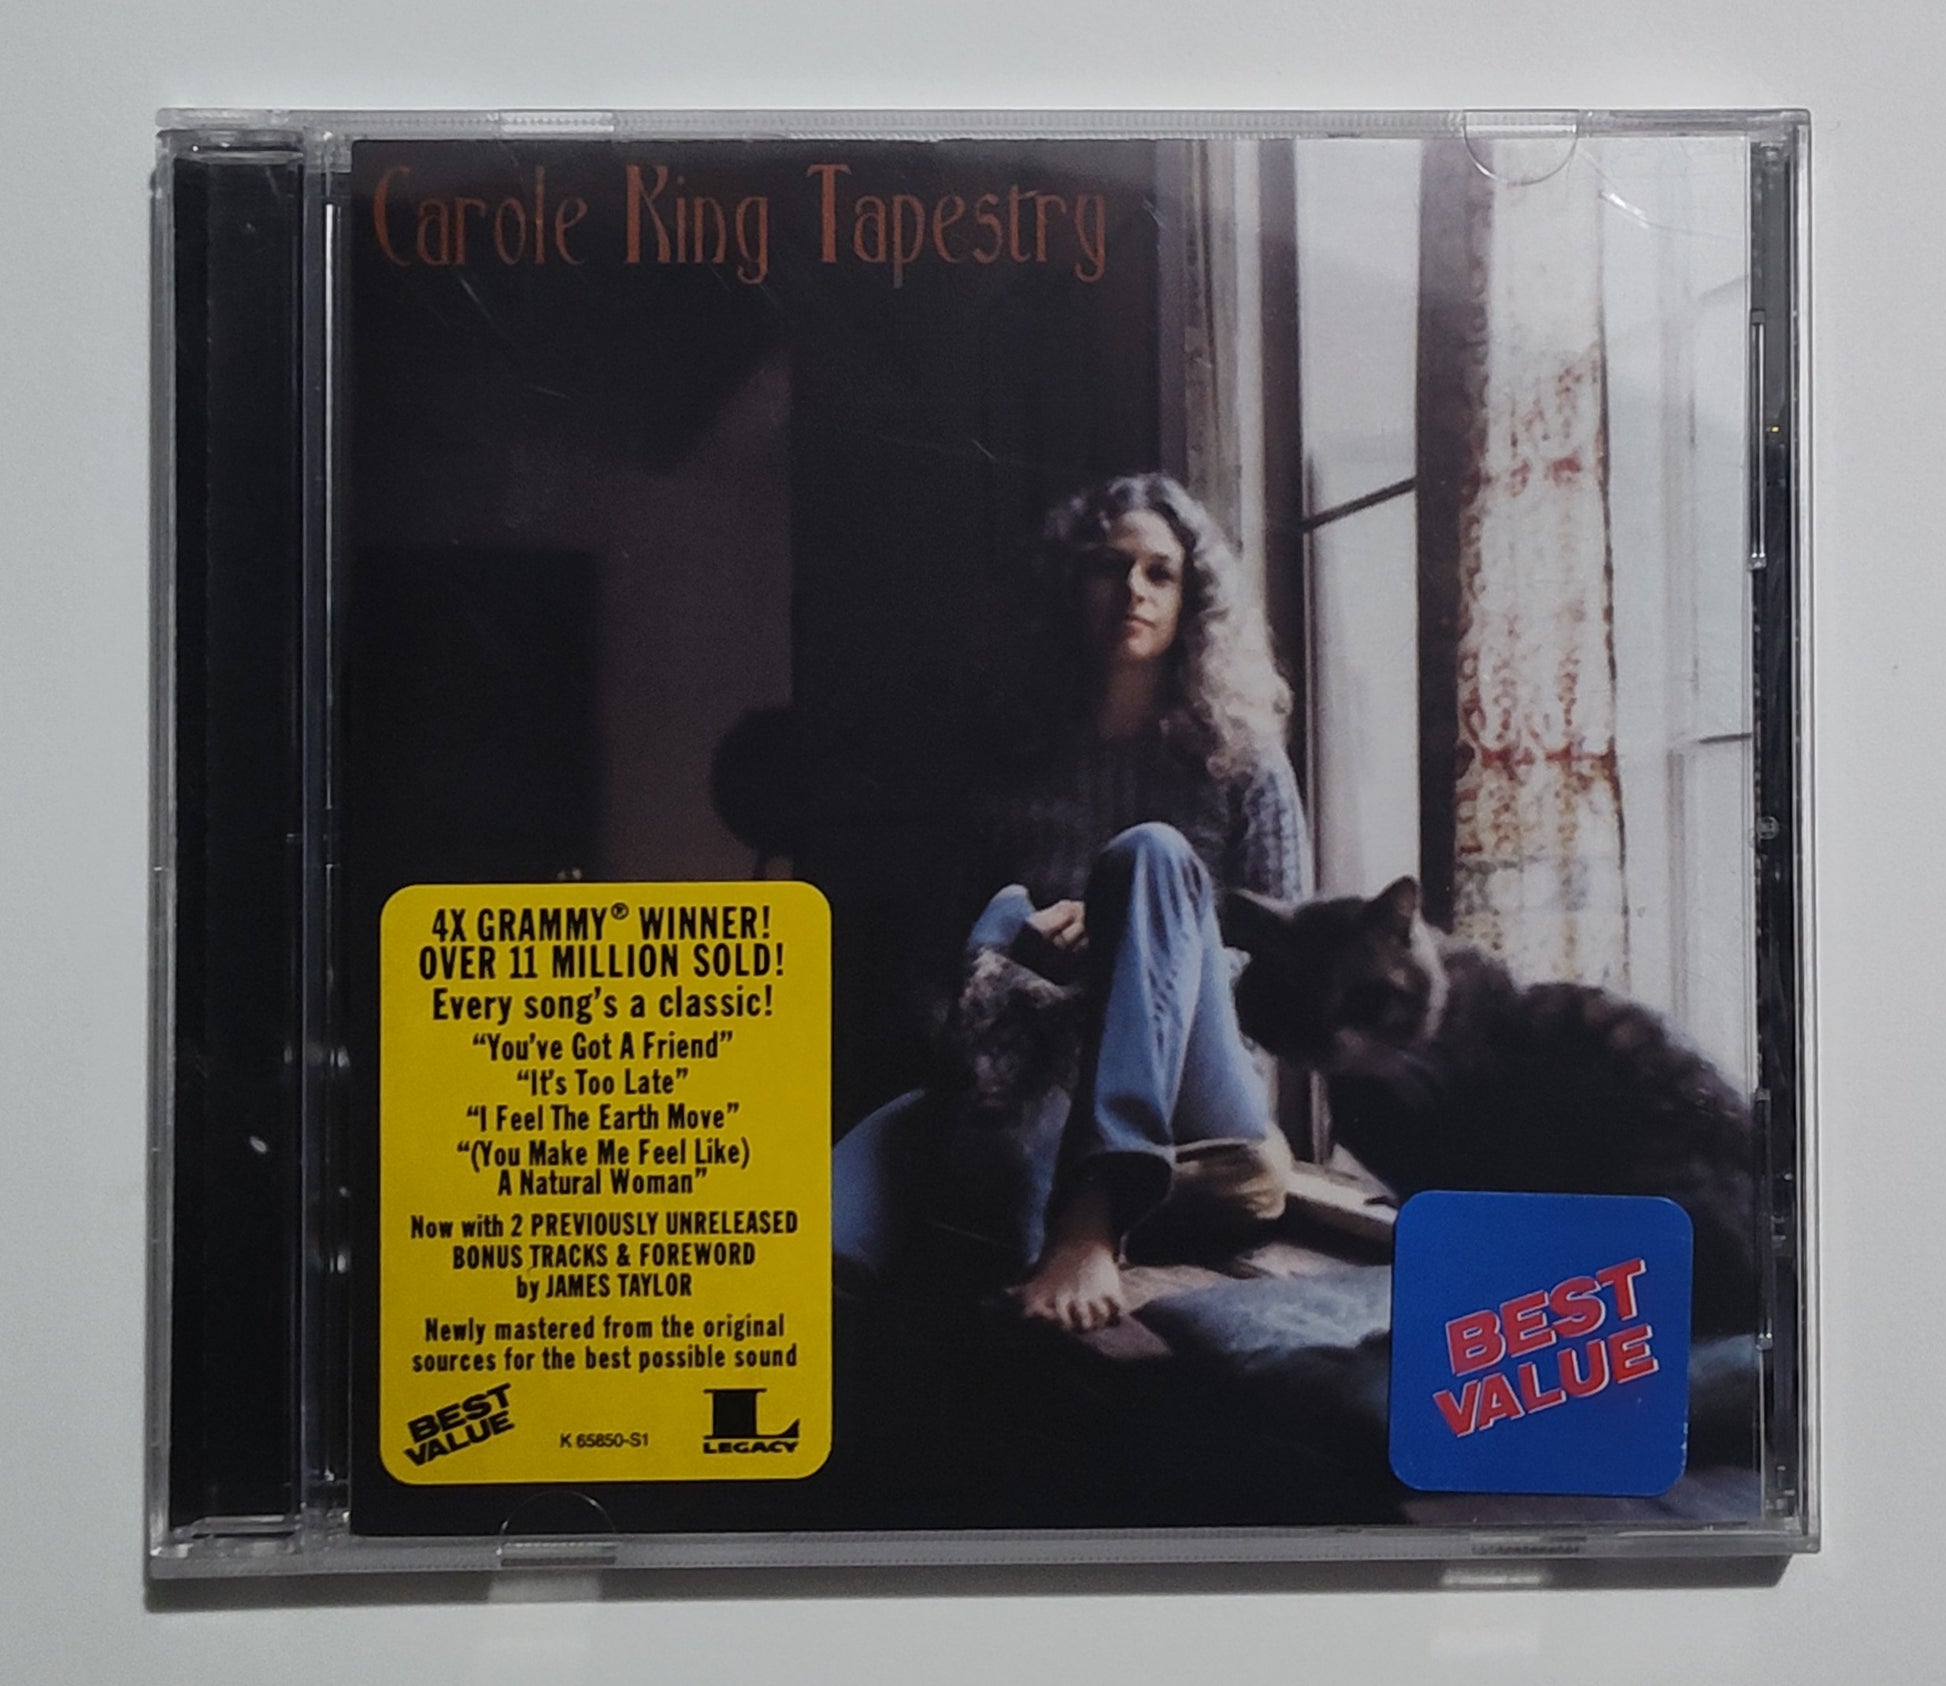 Carole King Tapestry
4X GRAMMY® WINNER!
OVER 11 MILLION SOLD!
Every song's a classic!
“You've Got A Friend”
“It's Too Late”
“I Feel The Earth Move”
“(You Make Me Feel Like)
A Natural Woman”
Now with 2 PREVIOUSLY UNRELEASED
BONUS TRACKS & FOREWORD
by JAMES TAYLOR
Newly mastered from the original
sources for the best possible sound
BEST
VALUE
K 65850-S1
L
LEGACY
BEST
VALUE